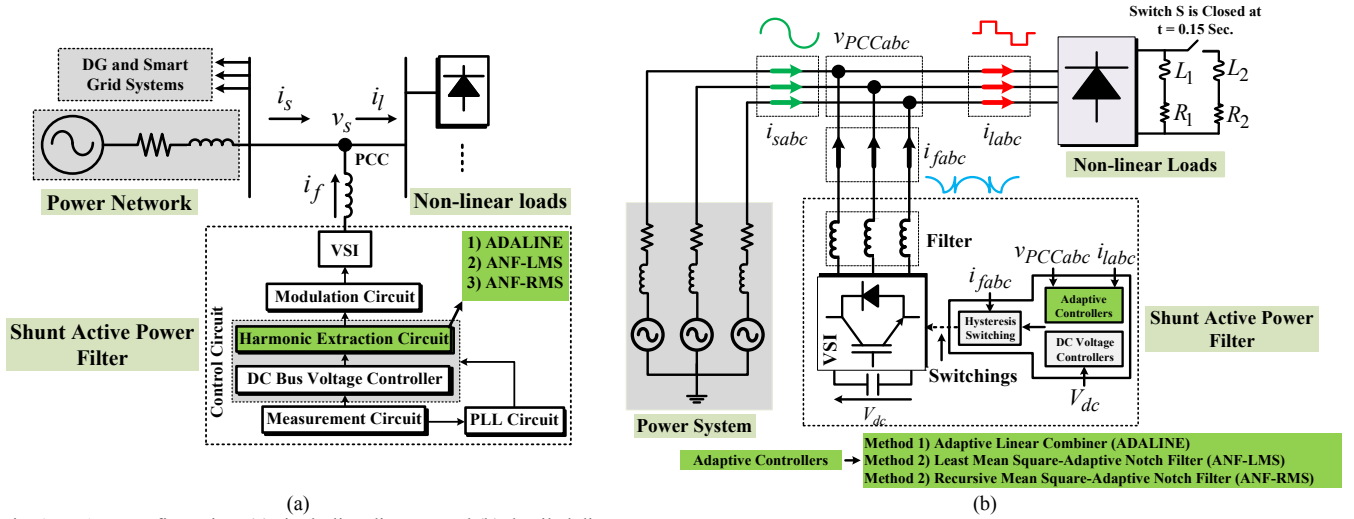 DG and Smart
Grid Systems
i_s
i_l
v_s
PCC
i_f
Power Network
Non-linear loads
VSI
1) ADALINE
2) ANF-LMS
3) ANF-RMS
Modulation Circuit
Shunt Active Power
Filter
Control Circuit
Harmonic Extraction Circuit
DC Bus Voltage Controller
Measurement Circuit
PLL Circuit
(a)
Switch S is Closed at
t = 0.15 Sec.
v_PCCabc
L_1
L_2
R_1
R_2
i_sabc
i_labc
i_fabc
Non-linear Loads
Filter
v_PCCabc
i_labc
i_fabc
Adaptive
Controllers
Hysteresis
Switching
DC Voltage
Controllers
VSI
Switchings
V_dc
V_dc
Shunt Active Power
Filter
Power System
Adaptive Controllers
Method 1) Adaptive Linear Combiner (ADALINE)
Method 2) Least Mean Square-Adaptive Notch Filter (ANF-LMS)
Method 2) Recursive Mean Square-Adaptive Notch Filter (ANF-RMS)
(b)